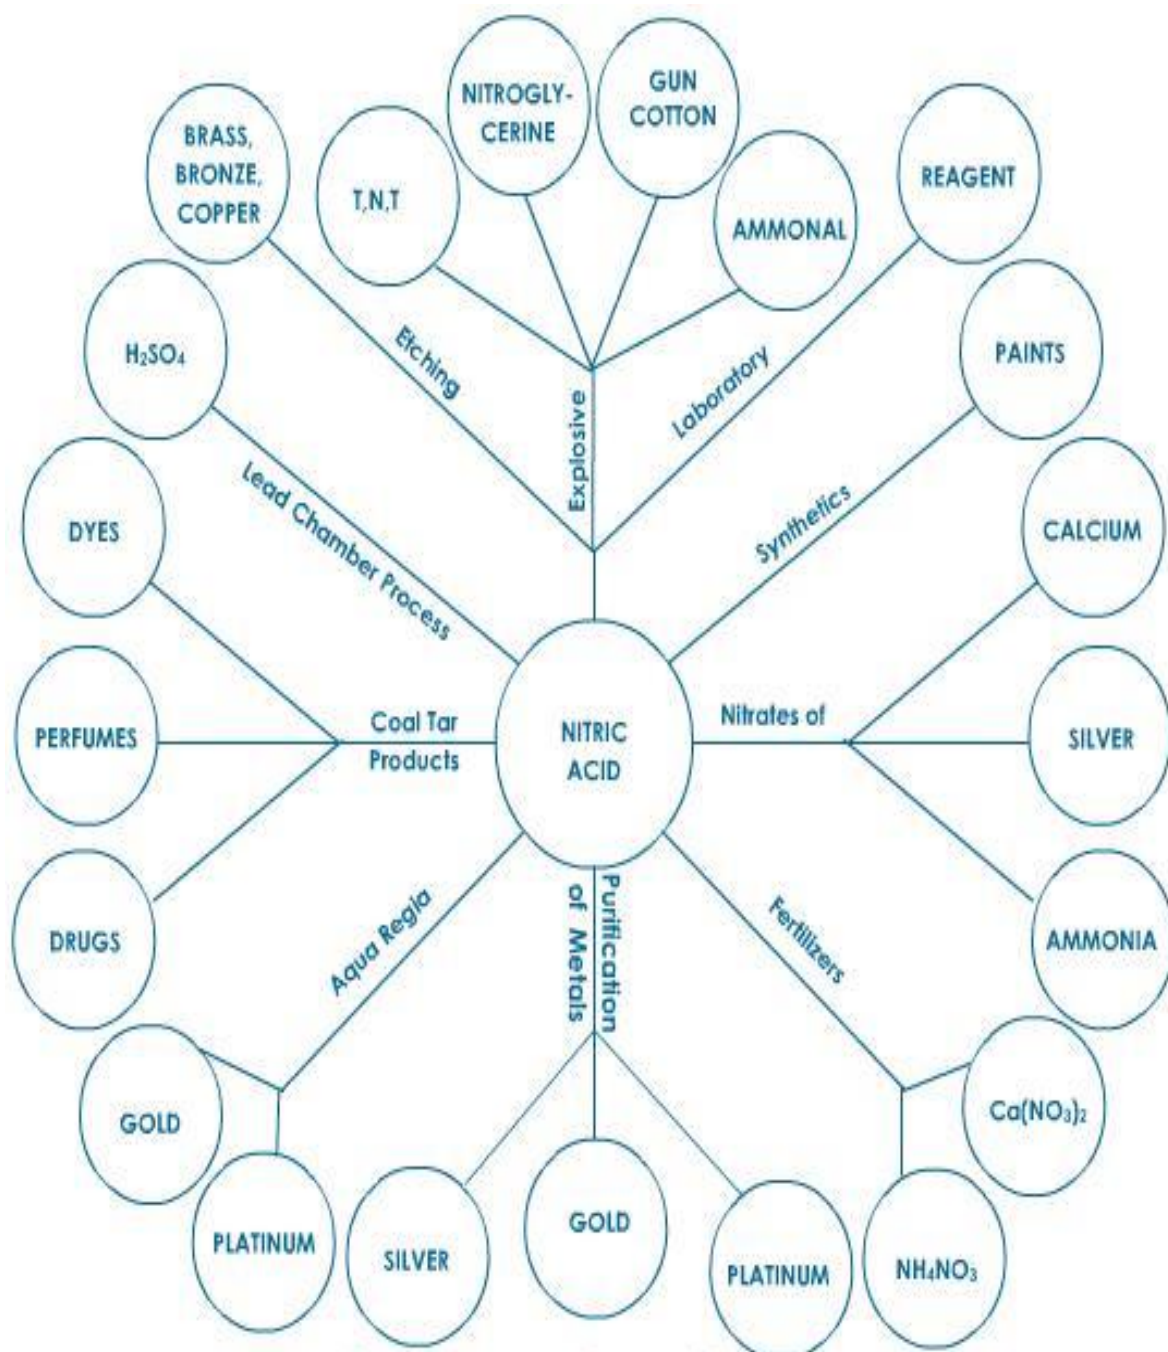 NITROGLY-
CERINE
GUN
COTTON
BRASS,
BRONZE,
COPPER
T,N,T
AMMONAL
REAGENT
H₂SO₄
Etching
Explosive
Laboratory
PAINTS
DYES
Lead Chamber Process
Synthetics
CALCIUM
PERFUMES
Coal Tar
Products
NITRIC
ACID
Nitrates of
SILVER
DRUGS
Aqua Regia
Purification
of Metals
Fertilizers
AMMONIA
GOLD
PLATINUM
SILVER
GOLD
PLATINUM
NH₄NO₃
Ca(NO₃)₂